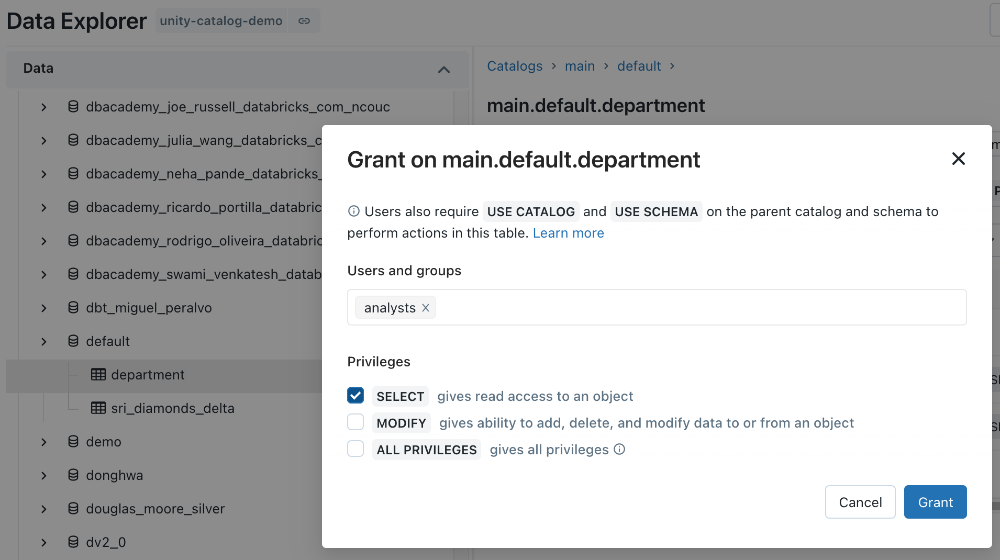 Data Explorer unity-catalog-demo
Data
dbacademy_joe_russell_databricks_com_ncouc
dbacademy_julia_wang_databricks_c
dbacademy_neha_pande_databricks_
dbacademy_ricardo_portilla_databric
dbacademy_rodrigo_oliveira_databric
dbacademy_swami_venkatesh_datab
dbt_miguel_peralvo
default
department
sri_diamonds_delta
demo
donghwa
douglas_moore_silver
dv2_0
Catalogs > main > default >
main.default.department
Grant on main.default.department
Users also require USE CATALOG and USE SCHEMA on the parent catalog and schema to
perform actions in this table. Learn more
Users and groups
analysts
Privileges
SELECT gives read access to an object
MODIFY gives ability to add, delete, and modify data to or from an object
ALL PRIVILEGES gives all privileges
Cancel Grant